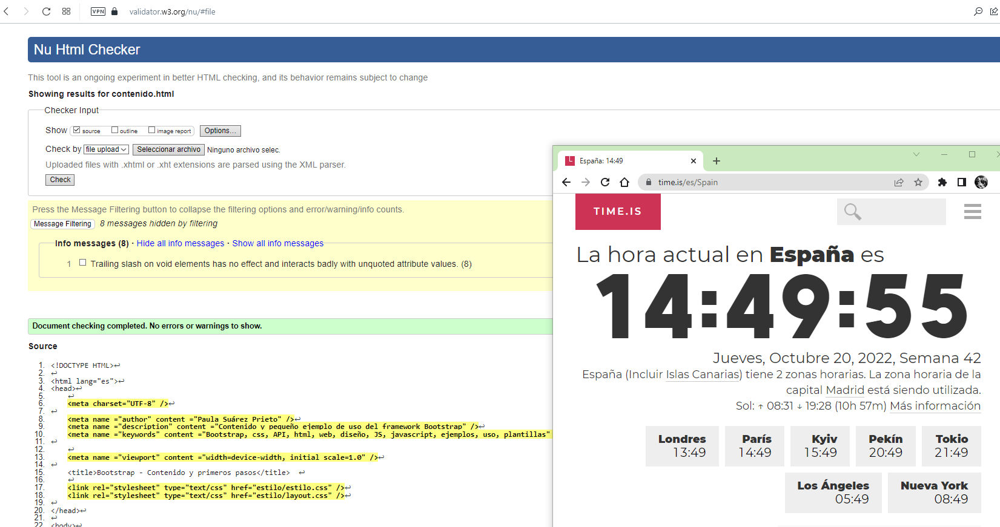 VPN validator.w3.org/nu/#file
Nu Html Checker
This tool is an ongoing experiment in better HTML checking, and its behavior remains subject to change
Showing results for contenido.html
Checker Input
Show source outline image report Options...
Check by file upload Seleccionar archivo Ninguno archivo selec.
Uploaded files with .xhtml or .xht extensions are parsed using the XML parser.
Check
Press the Message Filtering button to collapse the filtering options and error/warning/info counts.
Message Filtering 8 messages hidden by filtering
Info messages (8) · Hide all info messages · Show all info messages
1 Trailing slash on void elements has no effect and interacts badly with unquoted attribute values. (8)
Document checking completed. No errors or warnings to show.
Source
1. <!DOCTYPE HTML>↩
2. ↩
3. <html lang="es">↩
4. <head>↩
5. ↩
6. <meta charset="UTF-8" />↩
7. ↩
8. <meta name ="author" content ="Paula Suárez Prieto" />↩
9. <meta name ="description" content ="Contenido y pequeño ejemplo de uso del framework Bootstrap" />↩
10. <meta name ="keywords" content ="Bootstrap, css, API, html, web, diseño, JS, javascript, ejemplos, uso, plantillas"
11. ↩
12. ↩
13. <meta name ="viewport" content ="width=device-width, initial scale=1.0" />↩
14. ↩
15. <title>Bootstrap - Contenido y primeros pasos</title> ↩
16. ↩
17. <link rel="stylesheet" type="text/css" href="estilo/estilo.css" />↩
18. <link rel="stylesheet" type="text/css" href="estilo/layout.css" />↩
19. ↩
20. </head>↩
21. ↩
22. <body>↩
España: 14:49
time.is/es/Spain
TIME.IS
La hora actual en España es
14:49:55
Jueves, Octubre 20, 2022, Semana 42
España (Incluir Islas Canarias) tiene 2 zonas horarias. La zona horaria de la
capital Madrid está siendo utilizada.
Sol: ↑ 08:31 ↓ 19:28 (10h 57m) Más información
Londres
13:49
París
14:49
Kyiv
15:49
Pekín
20:49
Tokio
21:49
Los Ángeles
05:49
Nueva York
08:49